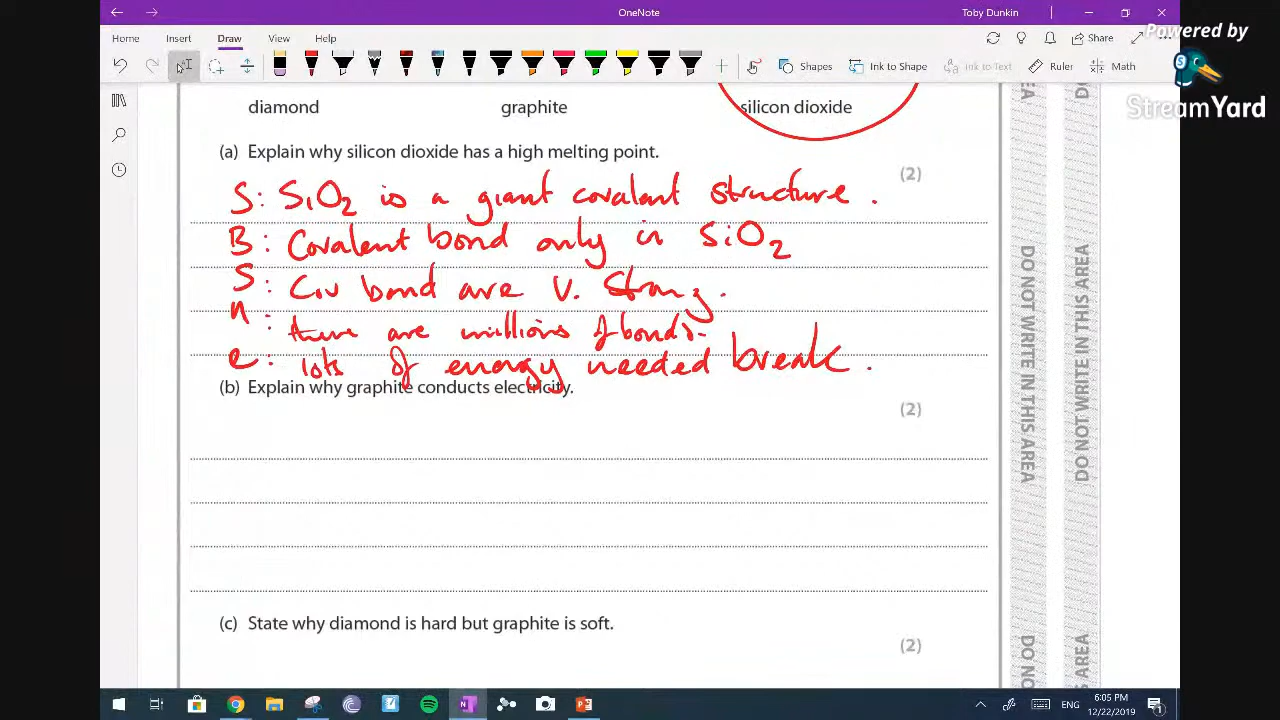 OneNote
Toby Dunkin
Powered by
StreamYard
Home Insert Draw View Help
Share
Shapes Ink to Shape Ink to Text Ruler Math
diamond graphite silicon dioxide
(a) Explain why silicon dioxide has a high melting point.
(2)
S: SiO2 is a giant covalent structure.
B: Covalent bond only in SiO2
S: Cov bond are V. Strong.
n: there are millions of bonds.
e: lots of energy needed break.
(b) Explain why graphite conducts electricity.
(2)
(c) State why diamond is hard but graphite is soft.
(2)
DO NOT WRITE IN THIS AREA
DO NOT WRITE IN THIS AREA
ENG
6:05 PM
12/22/2019